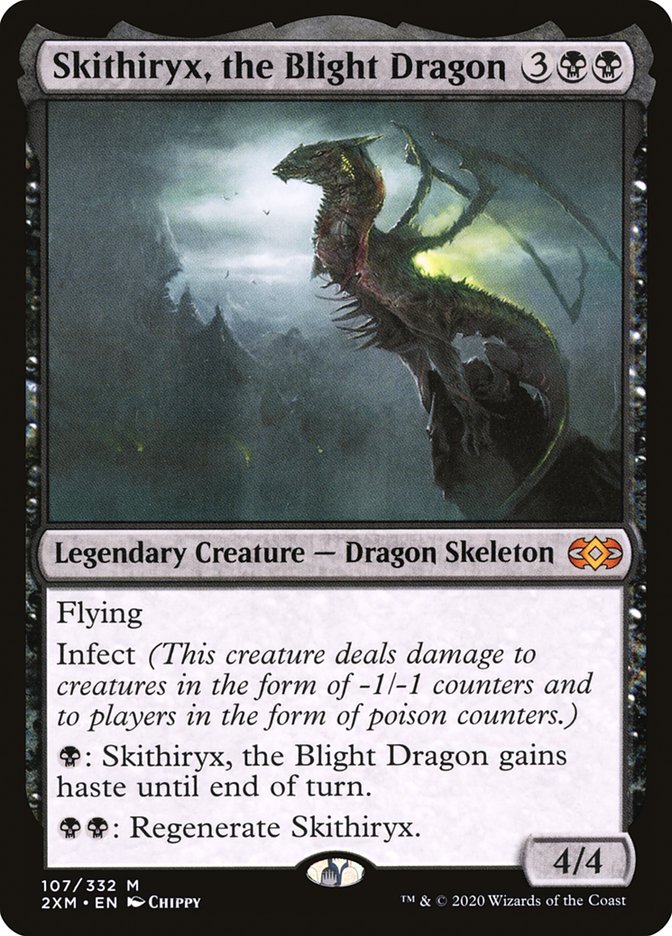 Skithiryx, the Blight Dragon 3
Legendary Creature — Dragon Skeleton
Flying
Infect (This creature deals damage to
creatures in the form of -1/-1 counters and
to players in the form of poison counters.)
: Skithiryx, the Blight Dragon gains
haste until end of turn.
: Regenerate Skithiryx.
4/4
107/332 M
2XM • EN CHIPPY
™ & © 2020 Wizards of the Coast